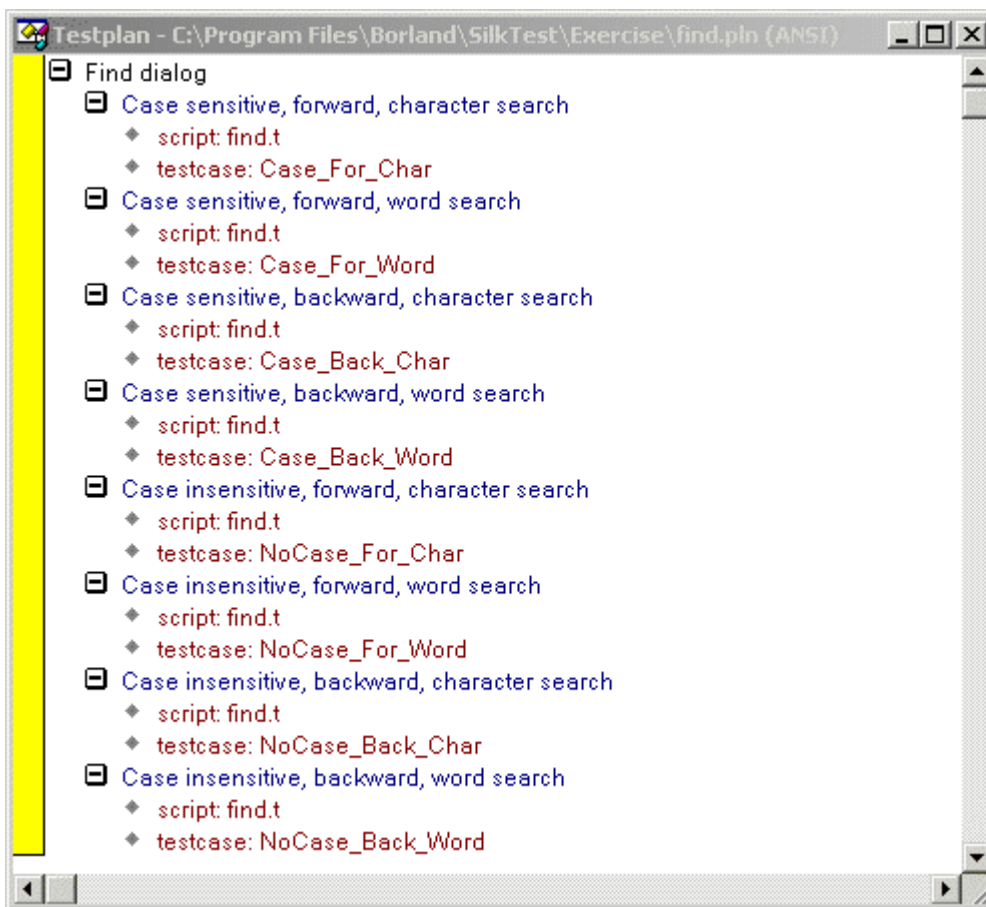 Testplan - C:\Program Files\Borland\SilkTest\Exercise\find.pln (ANSI)
Find dialog
Case sensitive, forward, character search
script: find.t
testcase: Case_For_Char
Case sensitive, forward, word search
script: find.t
testcase: Case_For_Word
Case sensitive, backward, character search
script: find.t
testcase: Case_Back_Char
Case sensitive, backward, word search
script: find.t
testcase: Case_Back_Word
Case insensitive, forward, character search
script: find.t
testcase: NoCase_For_Char
Case insensitive, forward, word search
script: find.t
testcase: NoCase_For_Word
Case insensitive, backward, character search
script: find.t
testcase: NoCase_Back_Char
Case insensitive, backward, word search
script: find.t
testcase: NoCase_Back_Word